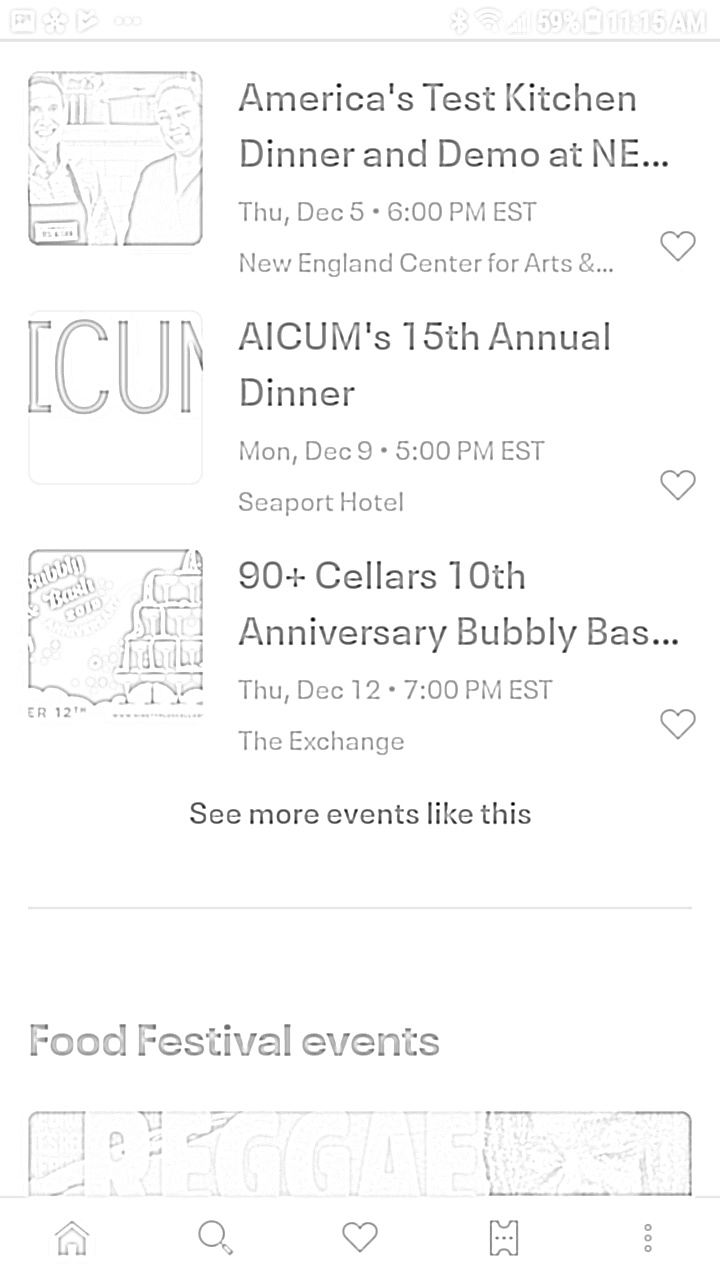 59% 11:15 AM
America's Test Kitchen
Dinner and Demo at NE...
Thu, Dec 5 • 6:00 PM EST
New England Center for Arts &...
ICUM
AICUM's 15th Annual
Dinner
Mon, Dec 9 • 5:00 PM EST
Seaport Hotel
Bubbly
& Bash
2019
ANNIVERSARY
ER 12TH
90+ Cellars 10th
Anniversary Bubbly Bas...
Thu, Dec 12 • 7:00 PM EST
The Exchange
See more events like this
Food Festival events
REGGAE